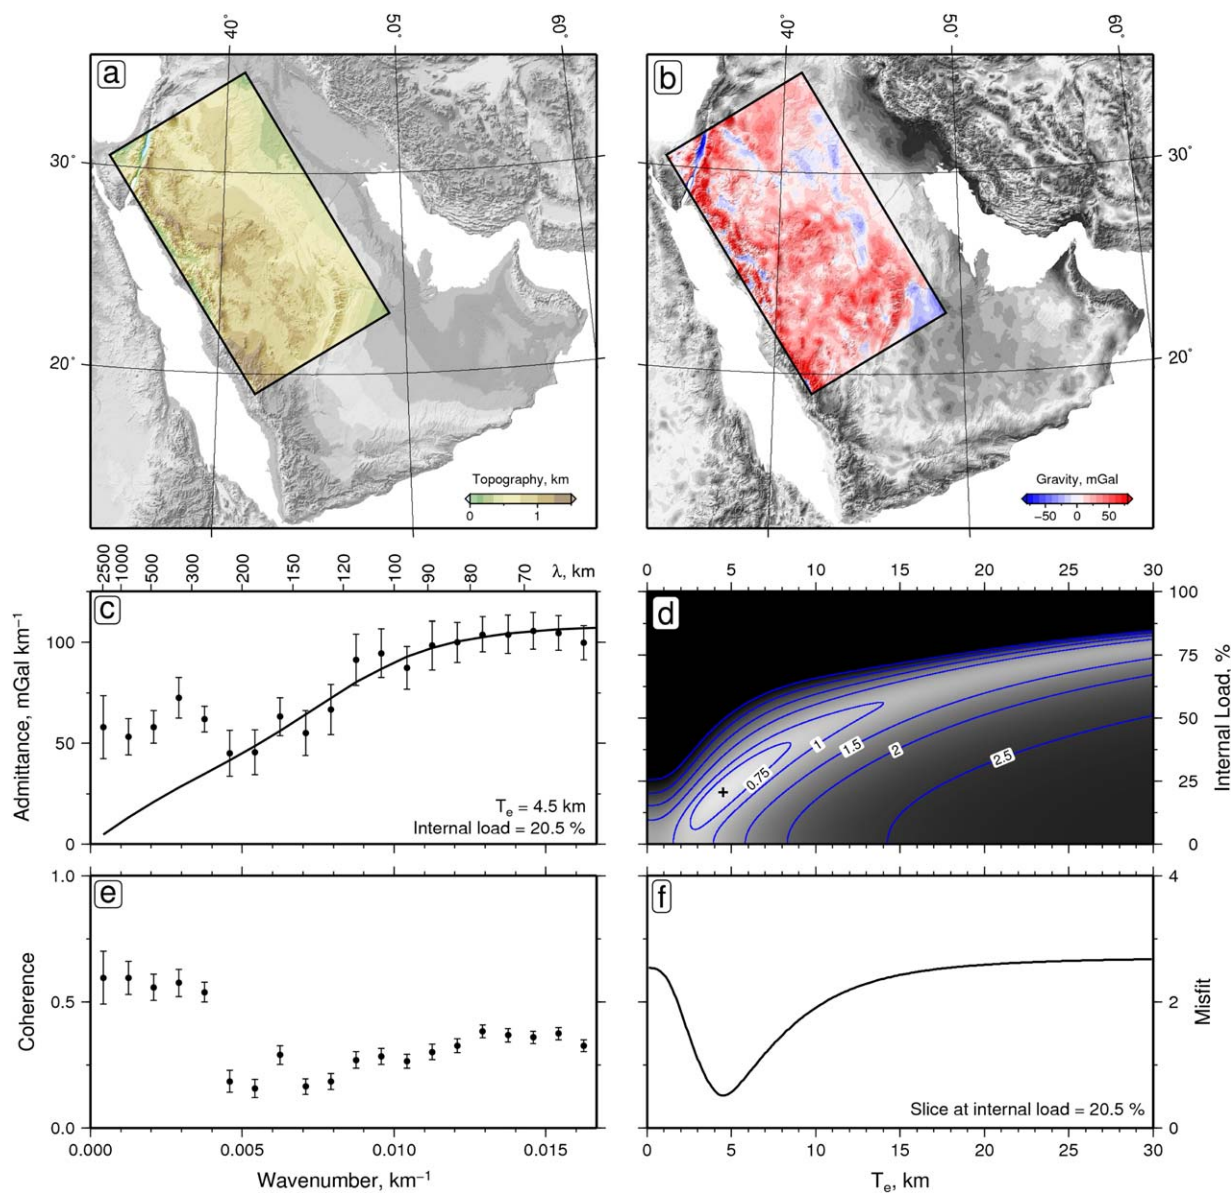 40° 50° 60° 40° 50° 60°
a b
30° 30°
20° 20°
Topography, km
0 1
Gravity, mGal
−50 0 50
2500 1000 500 300 200 150 120 100 90 80 70 λ, km
0 5 10 15 20 25 30
c
Admittance, mGal km⁻¹
100
50
0
Tₑ = 4.5 km
Internal load = 20.5 %
d
0.75 1 1.5 2 2.5
100
75
50
25
0
Internal Load, %
e
Coherence
1.0
0.5
0.0
0.000 0.005 0.010 0.015
Wavenumber, km⁻¹
f
4
2
0
Misfit
Slice at internal load = 20.5 %
0 5 10 15 20 25 30
Tₑ, km